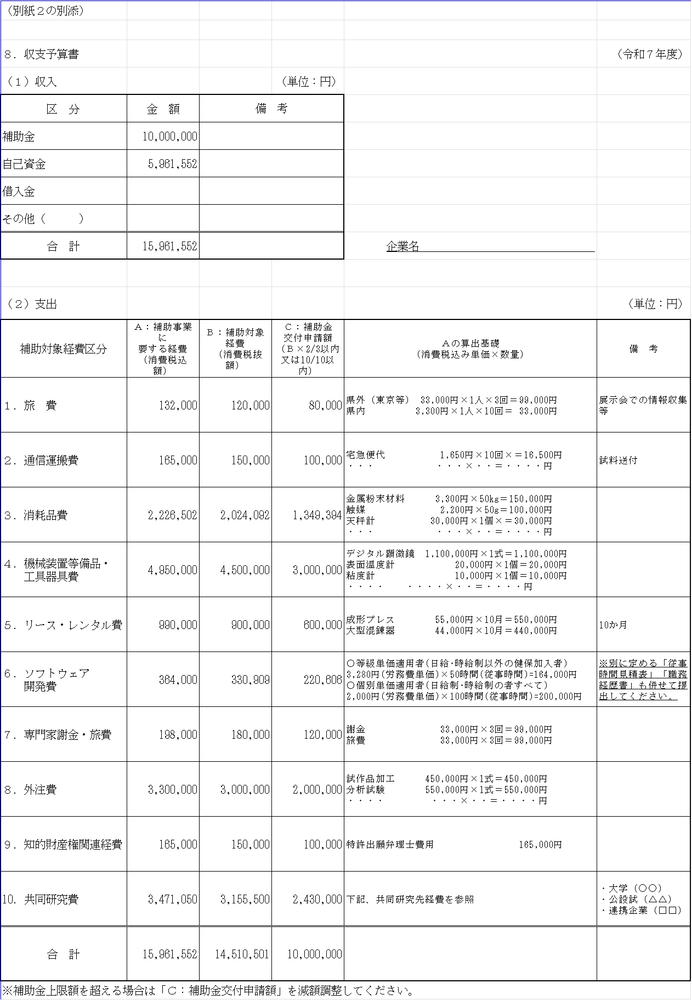 （別紙２の別添）
８．収支予算書　（令和７年度）
（１）収入　（単位：円）
区　分　金　額　備　考
補助金　10,000,000
自己資金　5,961,552
借入金
その他（　　　）
合　計　15,961,552　企業名
（２）支出　（単位：円）
補助対象経費区分
Ａ：補助事業
に
要する経費
（消費税込
額）
Ｂ：補助対象
経費
（消費税抜
額）
Ｃ：補助金
交付申請額
（Ｂ×2/3以内
又は10/10以
内）
Ａの算出基礎
（消費税込み単価×数量）
備　考
１．旅　費　132,000　120,000　80,000
県外（東京等）　33,000円×1人×3回＝99,000円
県内　3,300円×1人×10回＝ 33,000円
展示会での情報収集
等
２．通信運搬費　165,000　150,000　100,000
宅急便代　1,650円×10回×＝16,500円
・・・　・・・×・・＝・・・・円
試料送付
３．消耗品費　2,226,502　2,024,092　1,349,394
金属粉末材料　3,300円×50kg＝150,000円
触媒　2,200円×50g＝100,000円
天秤計　30,000円×1個×＝30,000円
・・・　・・・×・・＝・・・・円
４．機械装置等備品・
工具器具費
4,950,000　4,500,000　3,000,000
デジタル顕微鏡　1,100,000円×1式＝1,100,000円
表面温度計　20,000円×1個＝20,000円
粘度計　10,000円×1個＝10,000円
・・・・　・・・・×・・＝・・・・円
５．リース・レンタル費　990,000　900,000　600,000
成形プレス　55,000円×10月＝550,000円
大型混錬器　44,000円×10月＝440,000円
10か月
６．ソフトウェア
開発費
364,000　330,909　220,606
○等級単価適用者(日給･時給制以外の健保加入者)
3,280円(労務費単価)×50時間(従事時間)=164,000円
○個別単価適用者(日給制･時給制の者すべて)
2,000円(労務費単価)×100時間(従事時間)=200,000円
※別に定める「従事
時間見積表」「職務
経歴書」も併せて提
出してください。
７．専門家謝金・旅費　198,000　180,000　120,000
謝金　33,000円×3回＝99,000円
旅費　33,000円×3回＝99,000円
８．外注費　3,300,000　3,000,000　2,000,000
試作品加工　450,000円×1式＝450,000円
分析試験　550,000円×1式＝550,000円
・・・・　・・・×・・＝・・・・円
９．知的財産権関連経費　165,000　150,000　100,000
特許出願弁理士費用　165,000円
10．共同研究費　3,471,050　3,155,500　2,430,000
下記、共同研究先経費を参照
・大学（○○）
・公設試（△△）
・連携企業（□□）
合　計　15,961,552　14,510,501　10,000,000
※補助金上限額を超える場合は「Ｃ：補助金交付申請額」を減額調整してください。